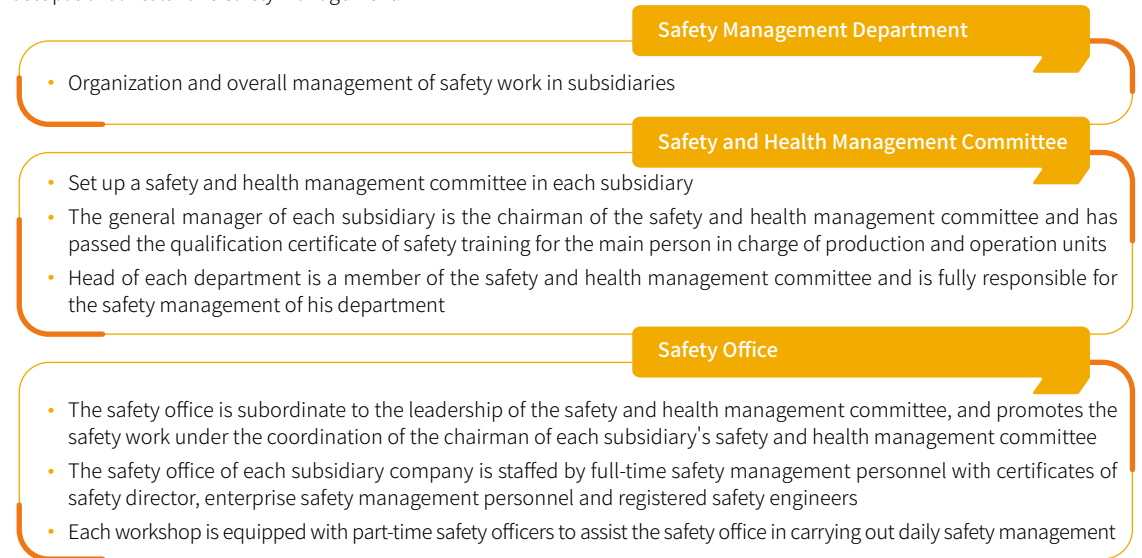 Safety Management Department
• Organization and overall management of safety work in subsidiaries
Safety and Health Management Committee
• Set up a safety and health management committee in each subsidiary
• The general manager of each subsidiary is the chairman of the safety and health management committee and has
passed the qualification certificate of safety training for the main person in charge of production and operation units
• Head of each department is a member of the safety and health management committee and is fully responsible for
the safety management of his department
Safety Office
• The safety office is subordinate to the leadership of the safety and health management committee, and promotes the
safety work under the coordination of the chairman of each subsidiary's safety and health management committee
• The safety office of each subsidiary company is staffed by full-time safety management personnel with certificates of
safety director, enterprise safety management personnel and registered safety engineers
• Each workshop is equipped with part-time safety officers to assist the safety office in carrying out daily safety management